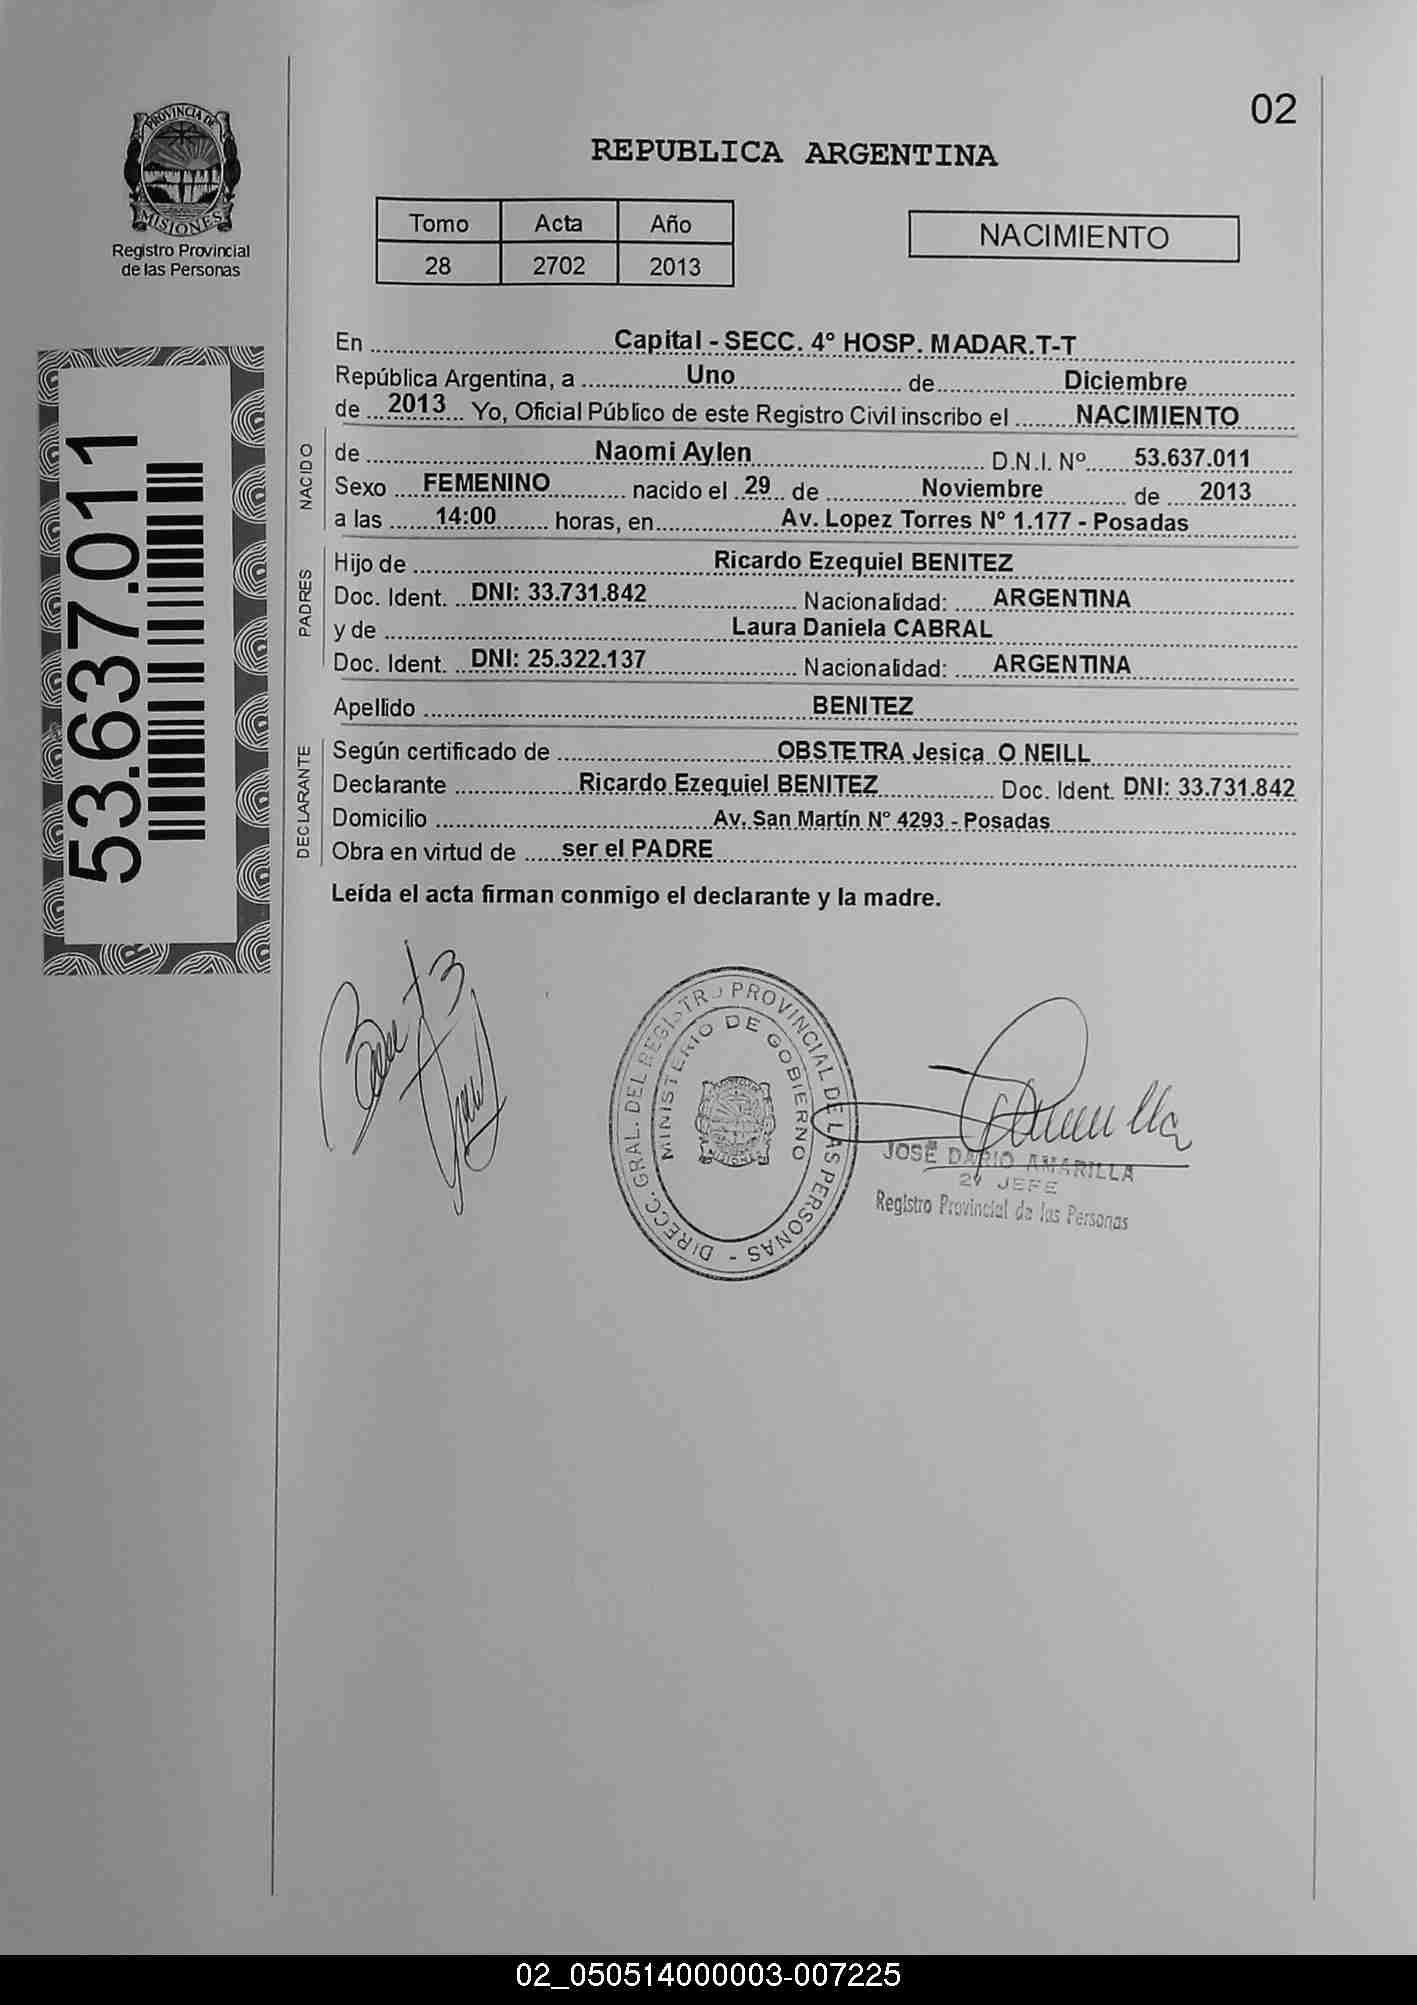 02
PROVINCIA DE
MISIONES
Registro Provincial
de las Personas
REPUBLICA ARGENTINA
Tomo Acta Año
28 2702 2013
NACIMIENTO
53.637.011
En Capital - SECC. 4° HOSP. MADAR.T-T
República Argentina, a Uno de Diciembre
de 2013 Yo, Oficial Público de este Registro Civil inscribo el NACIMIENTO
NACIDO
de Naomi Aylen D.N.I. Nº 53.637.011
Sexo FEMENINO nacido el 29 de Noviembre de 2013
a las 14:00 horas, en Av. Lopez Torres N° 1.177 - Posadas
PADRES
Hijo de Ricardo Ezequiel BENITEZ
Doc. Ident. DNI: 33.731.842 Nacionalidad: ARGENTINA
y de Laura Daniela CABRAL
Doc. Ident. DNI: 25.322.137 Nacionalidad: ARGENTINA
Apellido BENITEZ
DECLARANTE
Según certificado de OBSTETRA Jesica O NEILL
Declarante Ricardo Ezequiel BENITEZ Doc. Ident. DNI: 33.731.842
Domicilio Av. San Martín N° 4293 - Posadas
Obra en virtud de ser el PADRE
Leída el acta firman conmigo el declarante y la madre.
DIRECC. GRAL. DEL REGISTRO PROVINCIAL DE LAS PERSONAS -
MINISTERIO DE GOBIERNO
JOSÉ DARIO AMARILLA
2º JEFE
Registro Provincial de las Personas
02_050514000003-007225